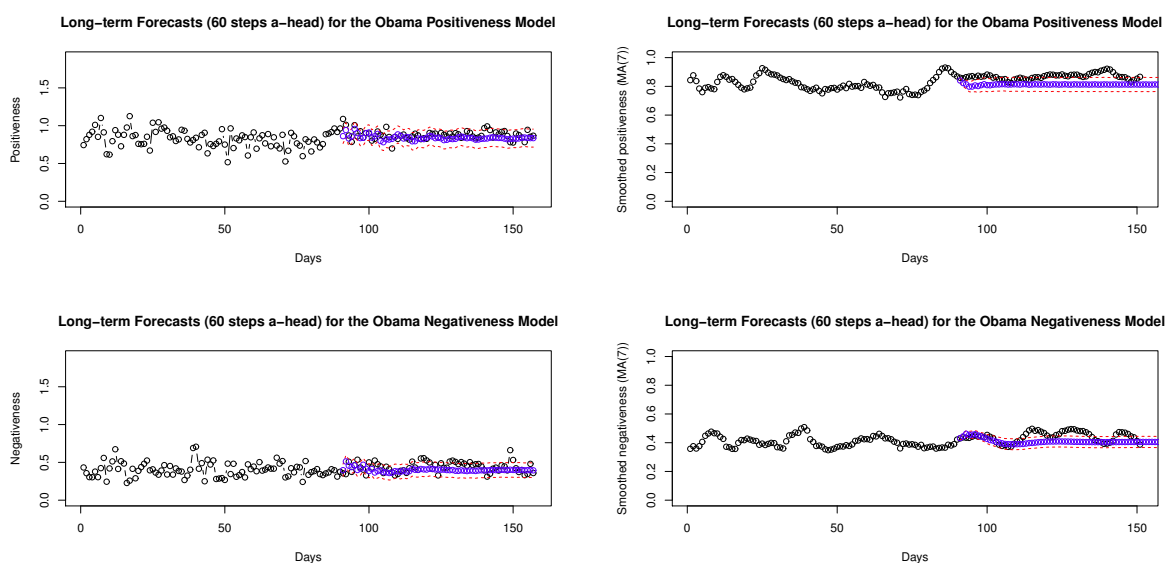 Long−term Forecasts (60 steps a−head) for the Obama Positiveness Model
Positiveness
0.0 0.5 1.0 1.5
0 50 100 150
Days
Long−term Forecasts (60 steps a−head) for the Obama Positiveness Model
Smoothed positiveness (MA(7))
0.0 0.2 0.4 0.6 0.8 1.0
0 50 100 150
Days
Long−term Forecasts (60 steps a−head) for the Obama Negativeness Model
Negativeness
0.0 0.5 1.0 1.5
0 50 100 150
Days
Long−term Forecasts (60 steps a−head) for the Obama Negativeness Model
Smoothed negativeness (MA(7))
0.0 0.2 0.4 0.6 0.8 1.0
0 50 100 150
Days